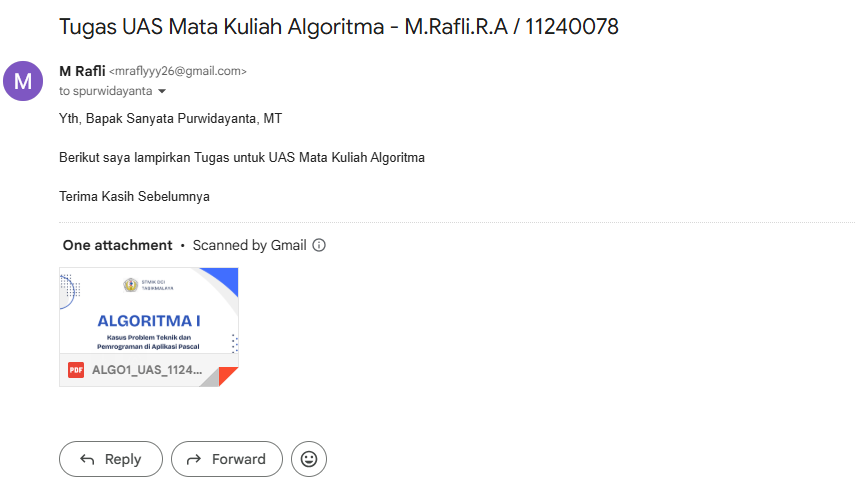 Tugas UAS Mata Kuliah Algoritma - M.Rafli.R.A / 11240078
M
M Rafli <mraflyyy26@gmail.com>
to spurwidayanta
Yth, Bapak Sanyata Purwidayanta, MT
Berikut saya lampirkan Tugas untuk UAS Mata Kuliah Algoritma
Terima Kasih Sebelumnya
One attachment • Scanned by Gmail
STMIK DCI
TASIKMALAYA
ALGORITMA I
Kasus Problem Teknik dan
Pemrograman di Aplikasi Pascal
PDF ALGO1_UAS_1124...
Reply Forward